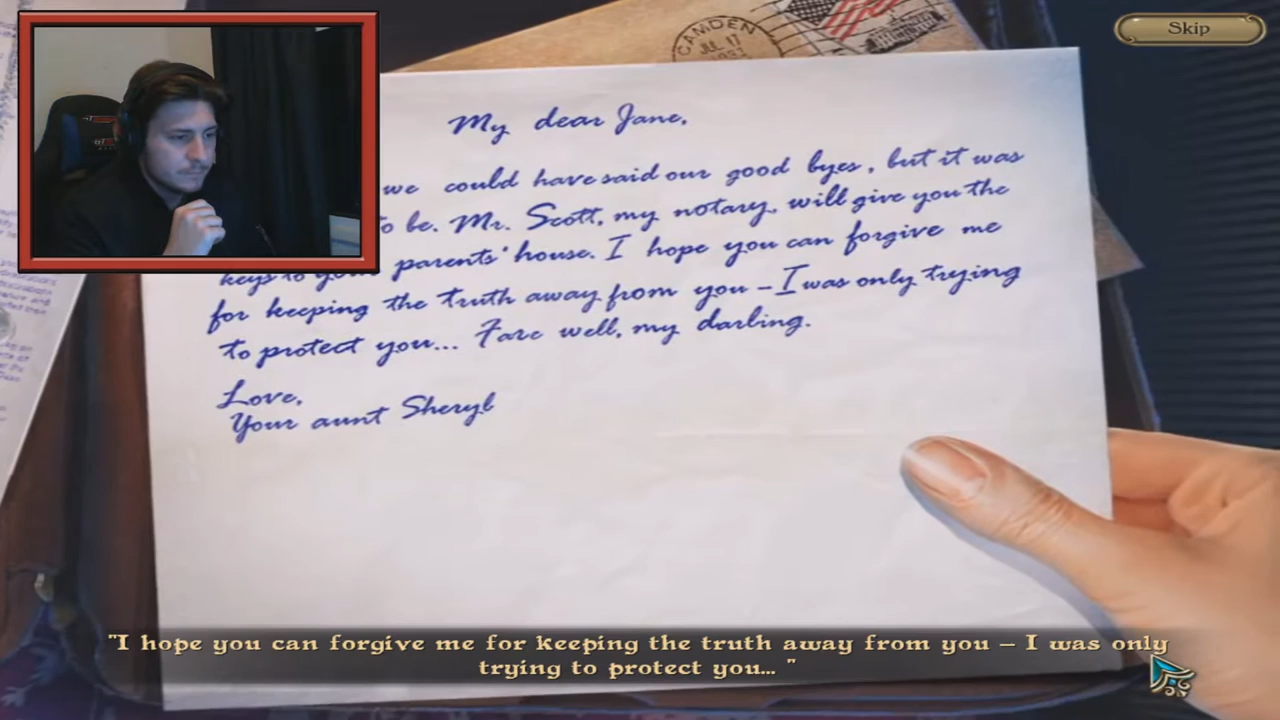 Skip
CAMDEN
JUL 17
My dear Jane,
we could have said our good byes, but it was
to be. Mr. Scott, my notary, will give you the
keys to your parents' house. I hope you can forgive me
for keeping the truth away from you – I was only trying
to protect you... Fare well, my darling.
Love,
Your aunt Sheryl
"I hope you can forgive me for keeping the truth away from you – I was only
trying to protect you... "